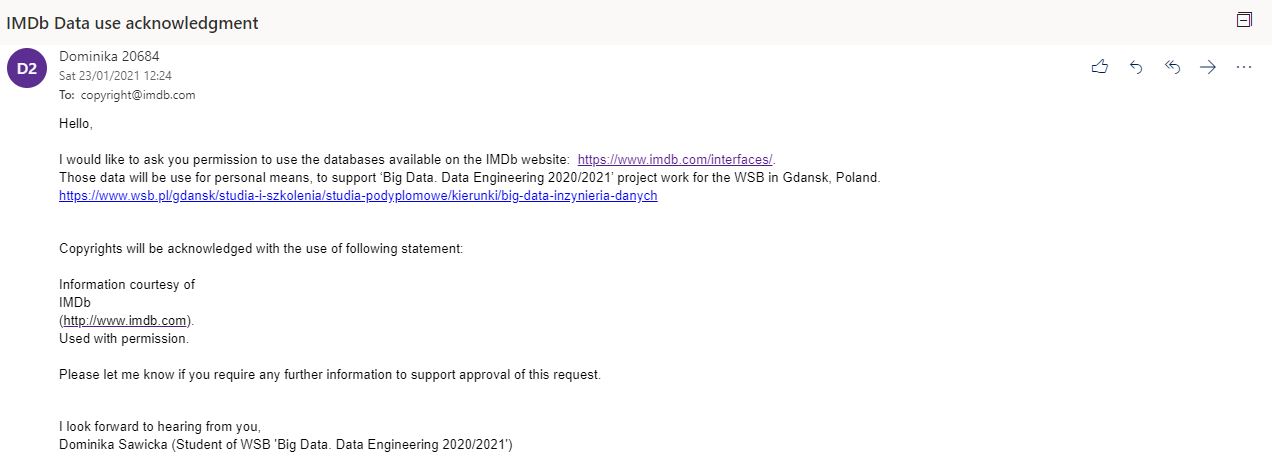 IMDb Data use acknowledgment
D2
Dominika 20684
Sat 23/01/2021 12:24
To: copyright@imdb.com
Hello,
I would like to ask you permission to use the databases available on the IMDb website: https://www.imdb.com/interfaces/.
Those data will be use for personal means, to support ‘Big Data. Data Engineering 2020/2021’ project work for the WSB in Gdansk, Poland.
https://www.wsb.pl/gdansk/studia-i-szkolenia/studia-podyplomowe/kierunki/big-data-inzynieria-danych
Copyrights will be acknowledged with the use of following statement:
Information courtesy of
IMDb
(http://www.imdb.com).
Used with permission.
Please let me know if you require any further information to support approval of this request.
I look forward to hearing from you,
Dominika Sawicka (Student of WSB 'Big Data. Data Engineering 2020/2021')